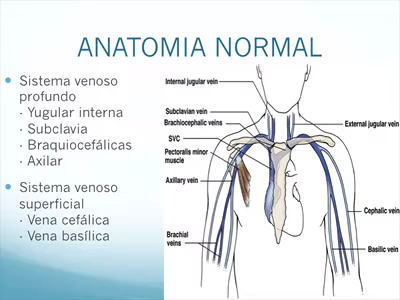 ANATOMIA NORMAL
• Sistema venoso
profundo
· Yugular interna
· Subclavia
· Braquiocefálicas
· Axilar
• Sistema venoso
superficial
· Vena cefálica
· Vena basílica
Internal jugular vein
Subclavian vein
Brachiocephalic veins
SVC
Pectoralis minor
muscle
Axillary vein
Brachial
veins
External jugular vein
Cephalic vein
Basilic vein